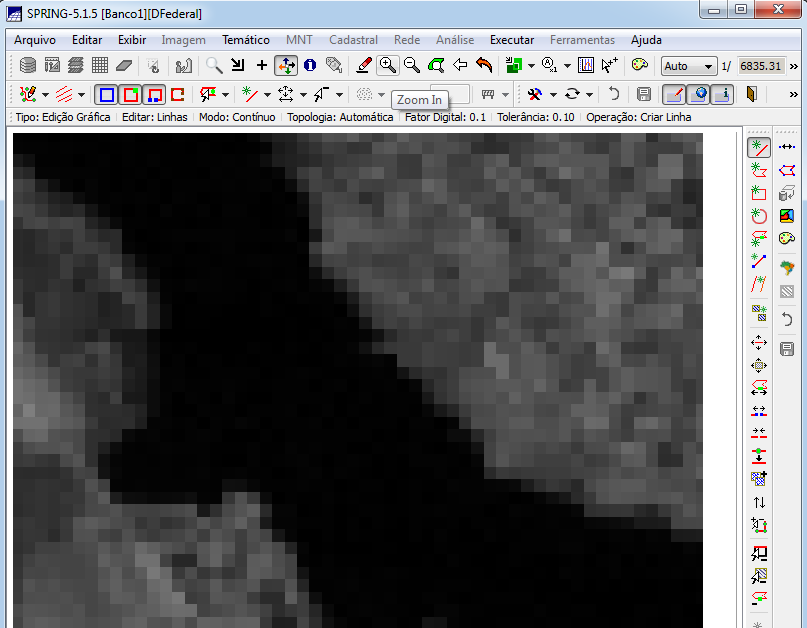 SPRING-5.1.5 [Banco1][DFederal]
Arquivo Editar Exibir Imagem Temático MNT Cadastral Rede Análise Executar Ferramentas Ajuda
Auto 1/ 6835.31 »
Zoom In »
Tipo: Edição Gráfica Editar: Linhas Modo: Contínuo Topologia: Automática Fator Digital: 0.1 Tolerância: 0.10 Operação: Criar Linha